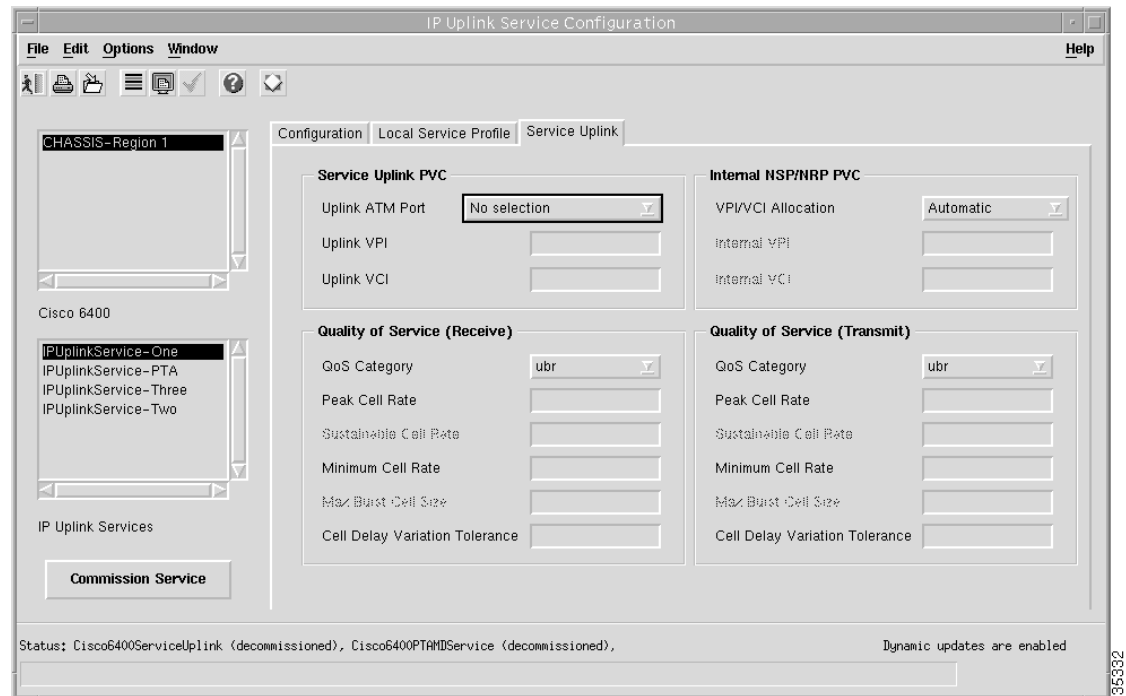 IP Uplink Service Configuration
File Edit Options Window Help
CHASSIS-Region 1
Cisco 6400
IPUplinkService-One
IPUplinkService-PTA
IPUplinkService-Three
IPUplinkService-Two
IP Uplink Services
Commission Service
Configuration Local Service Profile Service Uplink
Service Uplink PVC
Uplink ATM Port No selection
Uplink VPI
Uplink VCI
Internal NSP/NRP PVC
VPI/VCI Allocation Automatic
Internal VPI
Internal VCI
Quality of Service (Receive)
QoS Category ubr
Peak Cell Rate
Sustainable Cell Rate
Minimum Cell Rate
Max Burst Cell Size
Cell Delay Variation Tolerance
Quality of Service (Transmit)
QoS Category ubr
Peak Cell Rate
Sustainable Cell Rate
Minimum Cell Rate
Max Burst Cell Size
Cell Delay Variation Tolerance
Status: Cisco6400ServiceUplink (decommissioned), Cisco6400PTAMDService (decommissioned), Dynamic updates are enabled
35332